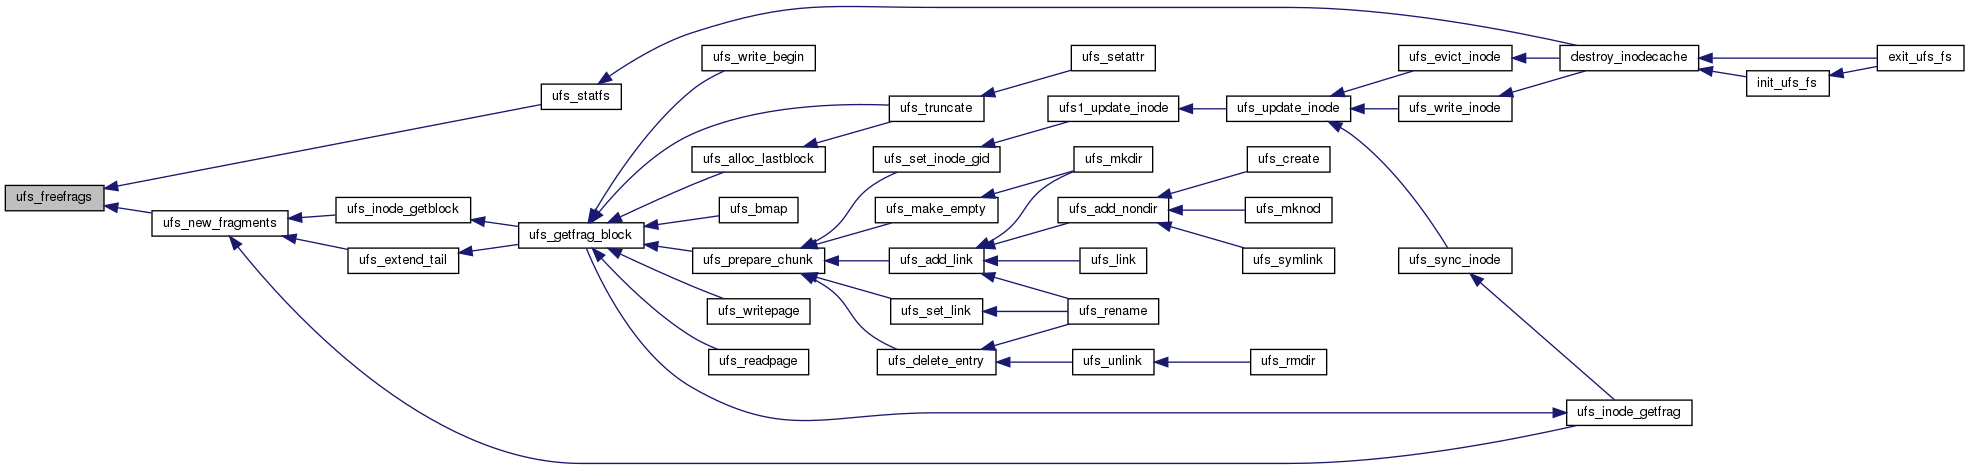 ufs_freefrags
ufs_statfs
ufs_new_fragments
ufs_inode_getblock
ufs_extend_tail
ufs_getfrag_block
ufs_write_begin
ufs_alloc_lastblock
ufs_bmap
ufs_prepare_chunk
ufs_writepage
ufs_readpage
ufs_truncate
ufs_set_inode_gid
ufs_make_empty
ufs_add_link
ufs_set_link
ufs_delete_entry
ufs_setattr
ufs1_update_inode
ufs_mkdir
ufs_add_nondir
ufs_link
ufs_rename
ufs_unlink
ufs_update_inode
ufs_create
ufs_mknod
ufs_symlink
ufs_rmdir
ufs_evict_inode
ufs_write_inode
ufs_sync_inode
destroy_inodecache
ufs_inode_getfrag
init_ufs_fs
exit_ufs_fs